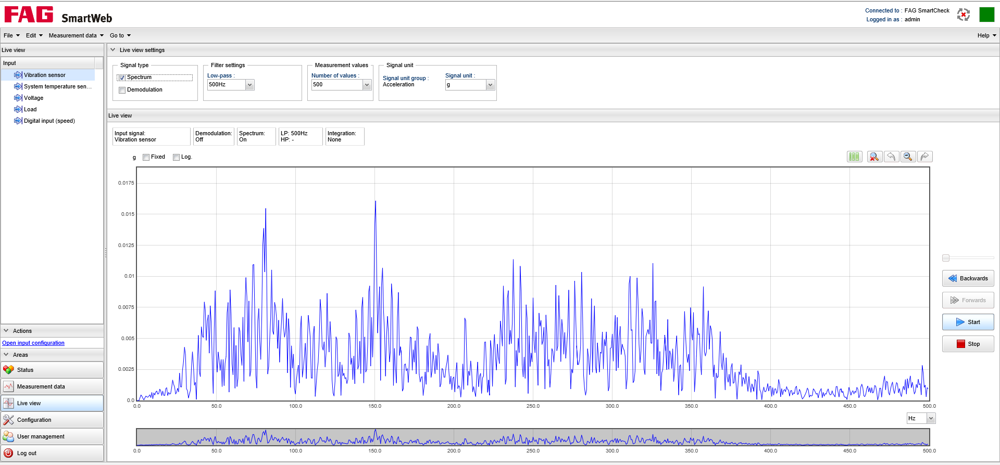 FAG SmartWeb
Connected to : FAG SmartCheck
Logged in as : admin
File Edit Measurement data Go to Help
Live view
Input
Vibration sensor
System temperature sen...
Voltage
Load
Digital input (speed)
Actions
Open input configuration
Areas
Status
Measurement data
Live view
Configuration
User management
Log out
Live view settings
Signal type
Spectrum
Demodulation
Filter settings
Low-pass :
500Hz
Measurement values
Number of values :
500
Signal unit
Signal unit group :
Acceleration
Signal unit :
g
Live view
Input signal:
Vibration sensor
Demodulation:
Off
Spectrum:
On
LP: 500Hz
HP: -
Integration:
None
g Fixed Log.
0.0175
0.015
0.0125
0.01
0.0075
0.005
0.0025
0.0
0.0 50.0 100.0 150.0 200.0 250.0 300.0 350.0 400.0 450.0 500.0
Hz
0.0 50.0 100.0 150.0 200.0 250.0 300.0 350.0 400.0 450.0 500.0
Backwards
Forwards
Start
Stop